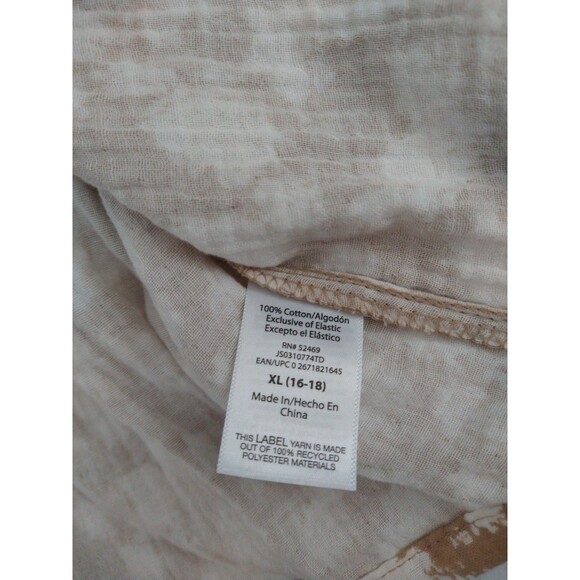 100% Cotton/Algodón
Exclusive of Elastic
Excepto el Elástico
RN# 52469
JS0310774TD
EAN/UPC 0 2671821645
XL (16-18)
Made In/Hecho En
China
THIS LABEL YARN IS MADE
OUT OF 100% RECYCLED
POLYESTER MATERIALS